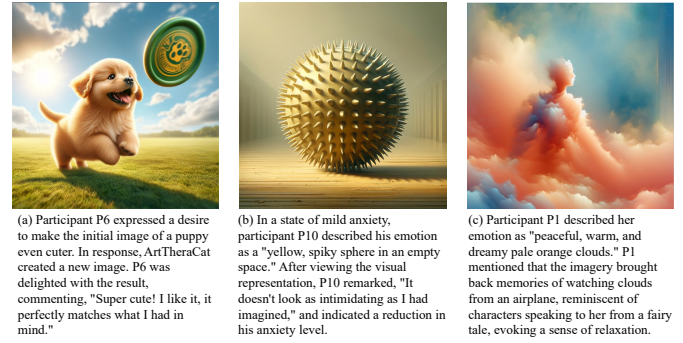 (a) Participant P6 expressed a desire
to make the initial image of a puppy
even cuter. In response, ArtTheraCat
created a new image. P6 was
delighted with the result,
commenting, "Super cute! I like it, it
perfectly matches what I had in
mind."
(b) In a state of mild anxiety,
participant P10 described his emotion
as a "yellow, spiky sphere in an empty
space." After viewing the visual
representation, P10 remarked, "It
doesn't look as intimidating as I had
imagined," and indicated a reduction in
his anxiety level.
(c) Participant P1 described her
emotion as "peaceful, warm, and
dreamy pale orange clouds." P1
mentioned that the imagery brought
back memories of watching clouds
from an airplane, reminiscent of
characters speaking to her from a fairy
tale, evoking a sense of relaxation.